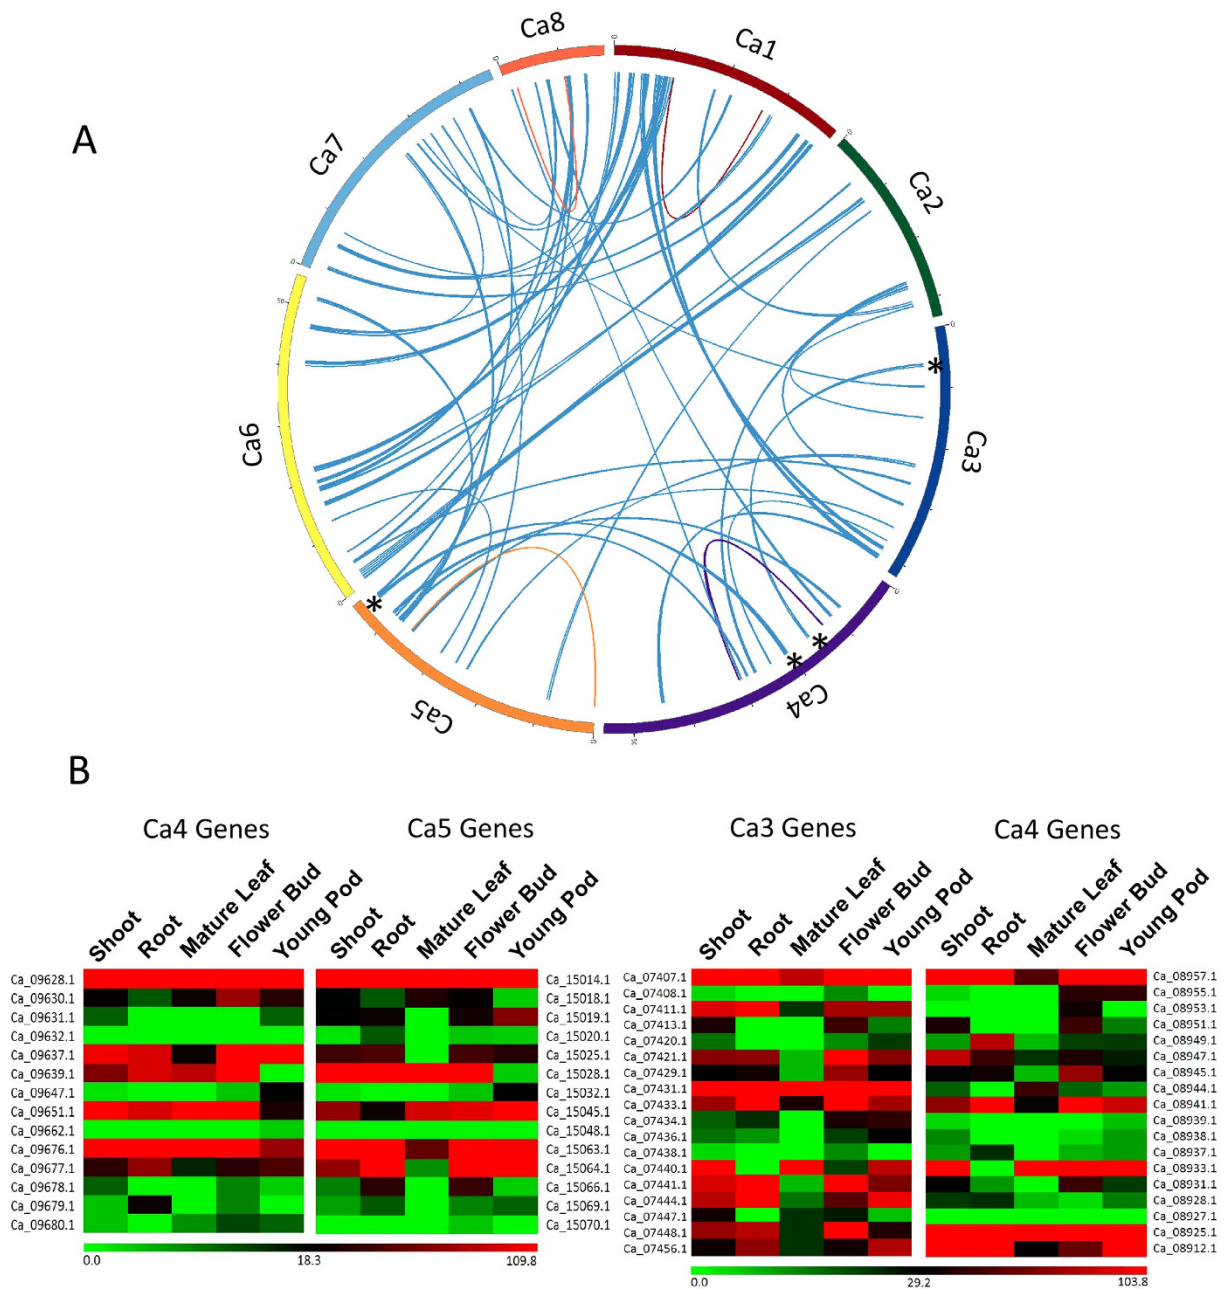 A
Ca8
Ca1
Ca7
Ca2
Ca6
Ca3
Ca5
Ca4
*
*
*
*
0
0
0
0
0
0
0
50
B
Ca4 Genes
Ca5 Genes
Shoot
Root
Mature Leaf
Flower Bud
Young Pod
Shoot
Root
Mature Leaf
Flower Bud
Young Pod
Ca_09628.1 Ca_15014.1
Ca_09630.1 Ca_15018.1
Ca_09631.1 Ca_15019.1
Ca_09632.1 Ca_15020.1
Ca_09637.1 Ca_15025.1
Ca_09639.1 Ca_15028.1
Ca_09647.1 Ca_15032.1
Ca_09651.1 Ca_15045.1
Ca_09662.1 Ca_15048.1
Ca_09676.1 Ca_15063.1
Ca_09677.1 Ca_15064.1
Ca_09678.1 Ca_15066.1
Ca_09679.1 Ca_15069.1
Ca_09680.1 Ca_15070.1
0.0 18.3 109.8
Ca3 Genes
Ca4 Genes
Shoot
Root
Mature Leaf
Flower Bud
Young Pod
Shoot
Root
Mature Leaf
Flower Bud
Young Pod
Ca_07407.1 Ca_08957.1
Ca_07408.1 Ca_08955.1
Ca_07411.1 Ca_08953.1
Ca_07413.1 Ca_08951.1
Ca_07420.1 Ca_08949.1
Ca_07421.1 Ca_08947.1
Ca_07429.1 Ca_08945.1
Ca_07431.1 Ca_08944.1
Ca_07433.1 Ca_08941.1
Ca_07434.1 Ca_08939.1
Ca_07436.1 Ca_08938.1
Ca_07438.1 Ca_08937.1
Ca_07440.1 Ca_08933.1
Ca_07441.1 Ca_08931.1
Ca_07444.1 Ca_08928.1
Ca_07447.1 Ca_08927.1
Ca_07448.1 Ca_08925.1
Ca_07456.1 Ca_08912.1
0.0 29.2 103.8